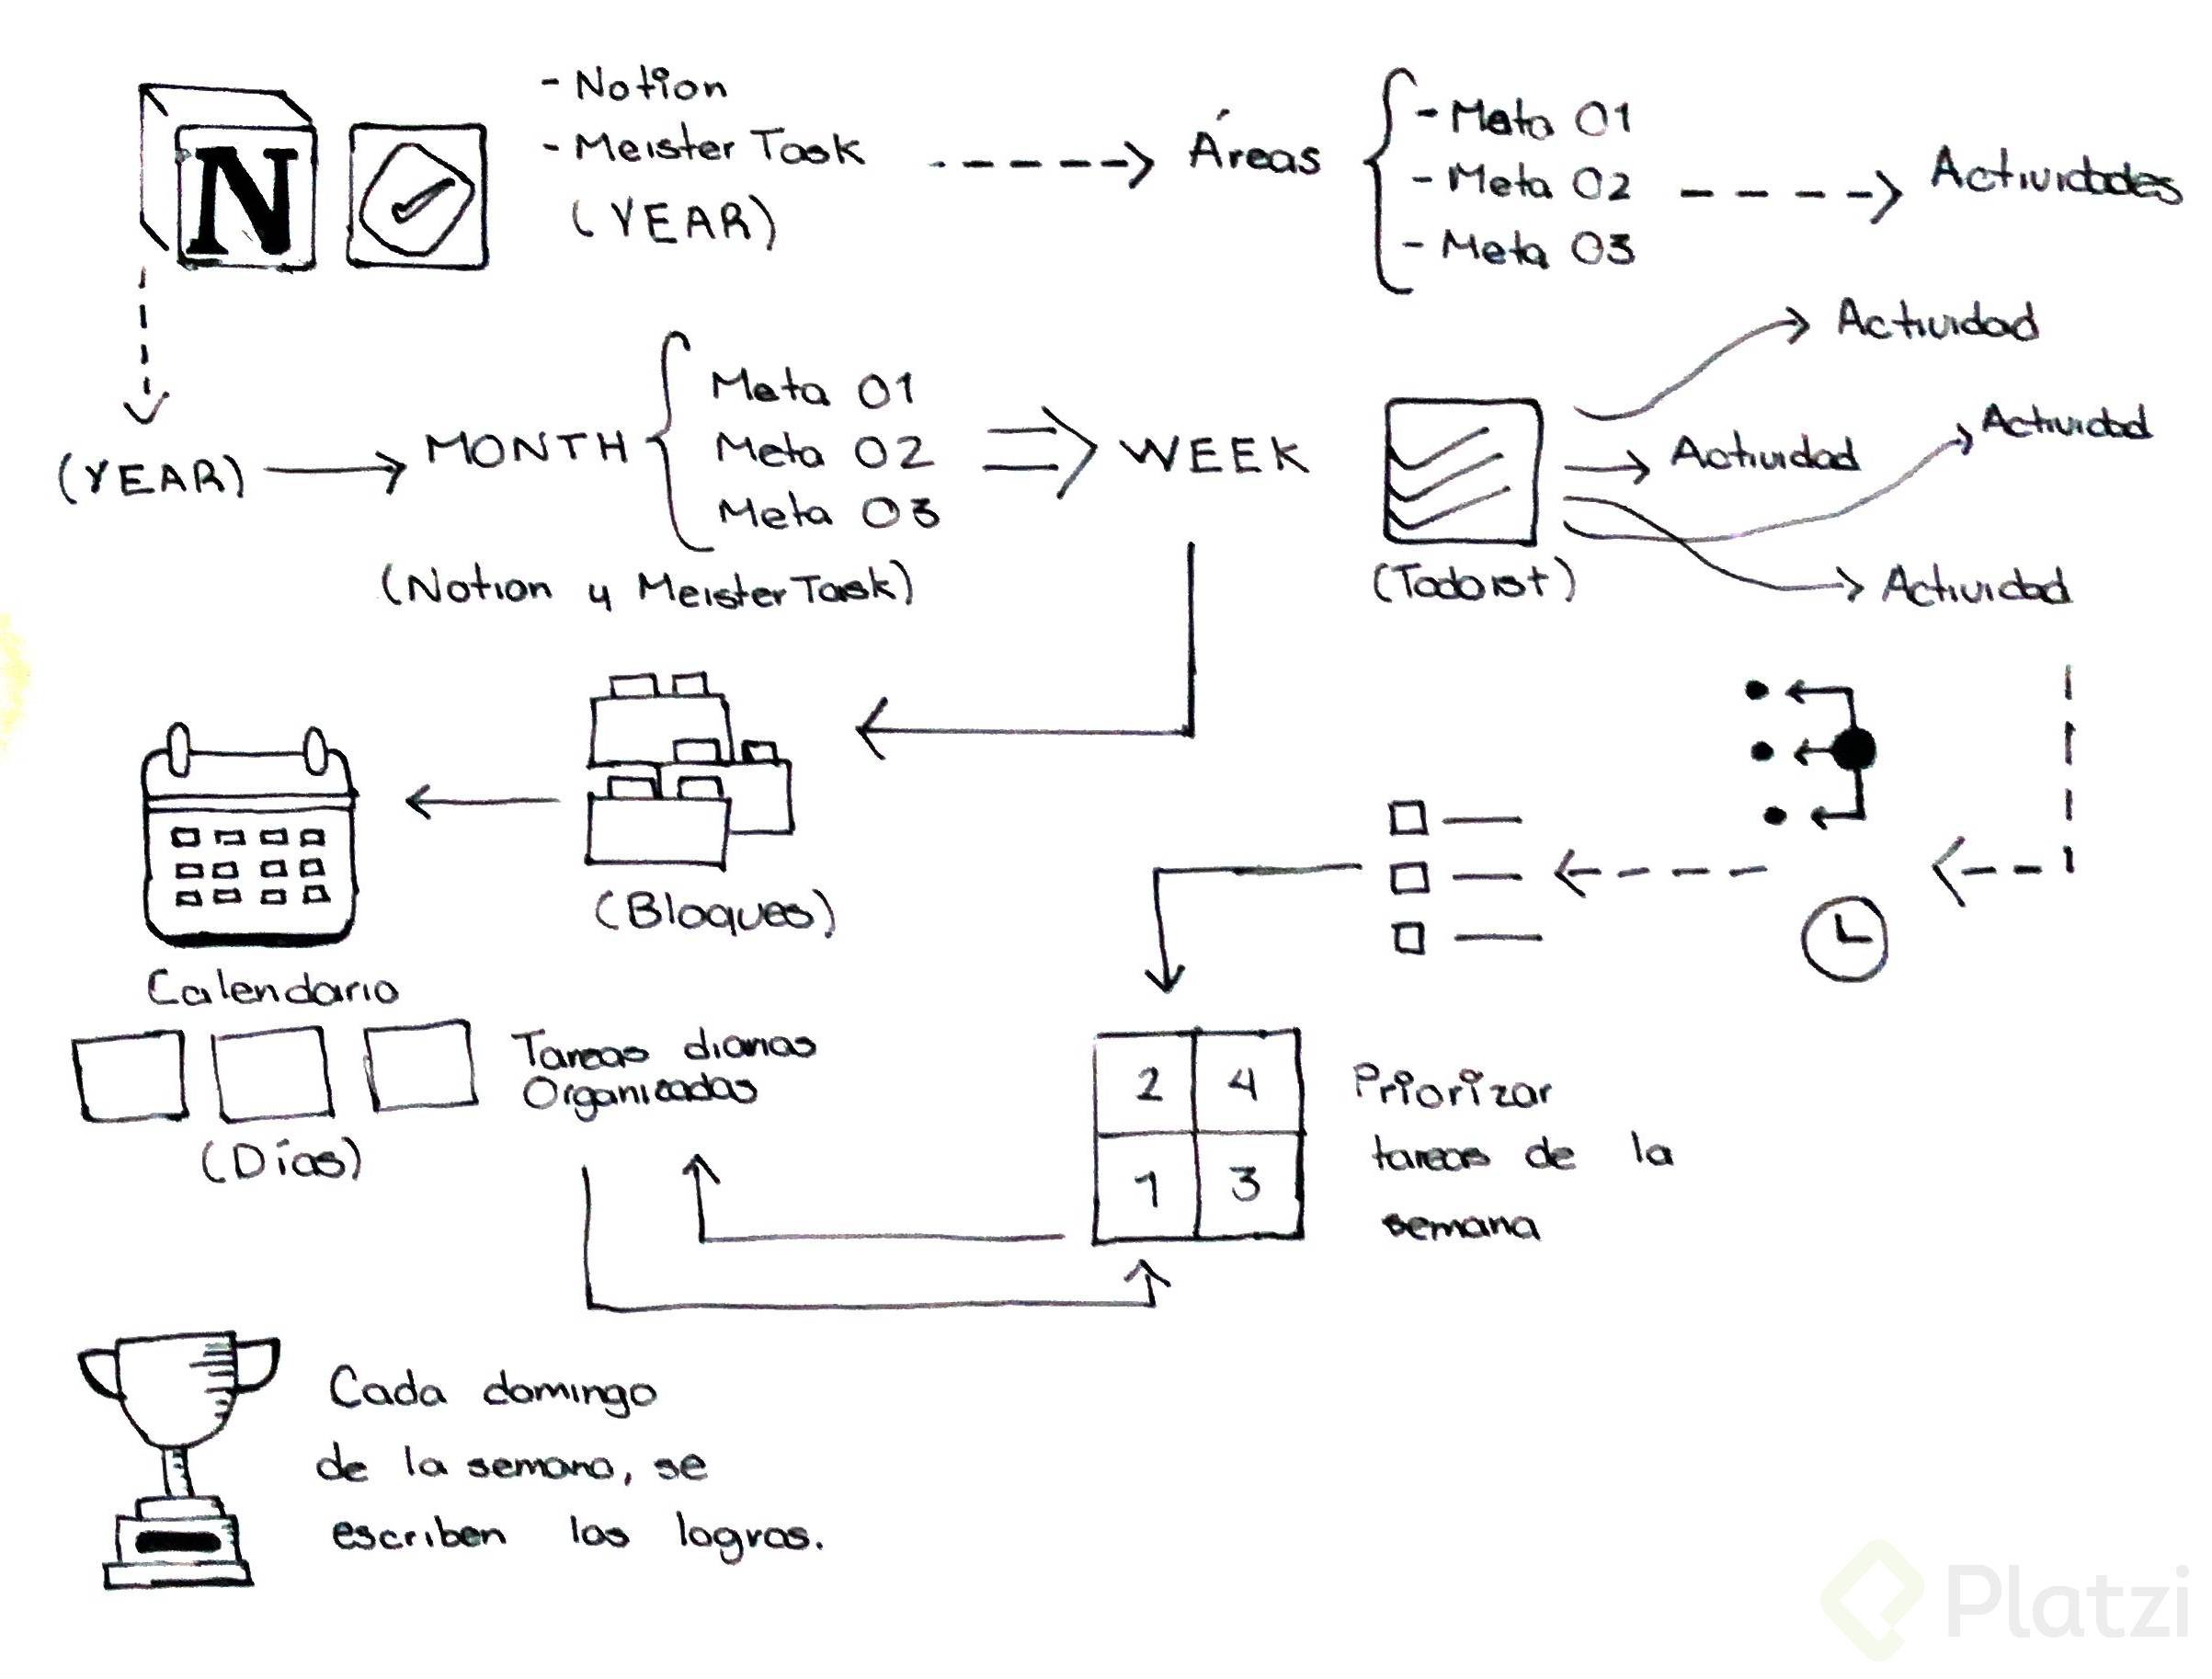 - Notion
- Meister Task
(YEAR)
Áreas
- Meta 01
- Meta 02
- Meta 03
Actividades
N
(YEAR)
MONTH
Meta 01
Meta 02
Meta 03
(Notion y Meister Task)
WEEK
(Todoist)
Actividad
Actividad
Actividad
Actividad
(Bloques)
Calendario
(Días)
Tareas diarias
Organizadas
2 4
1 3
Priorizar
tareas de la
semana
Cada domingo
de la semana, se
escriben los logros.
Platzi